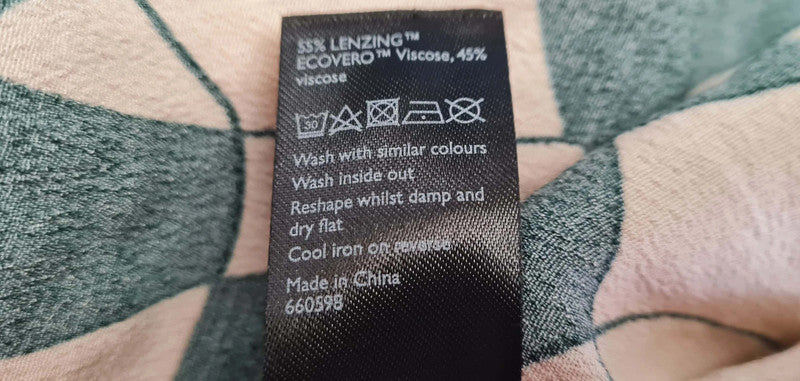 55% LENZING™
ECOVERO™ Viscose, 45%
viscose
30
Wash with similar colours
Wash inside out
Reshape whilst damp and
dry flat
Cool iron on reverse
Made in China
660598